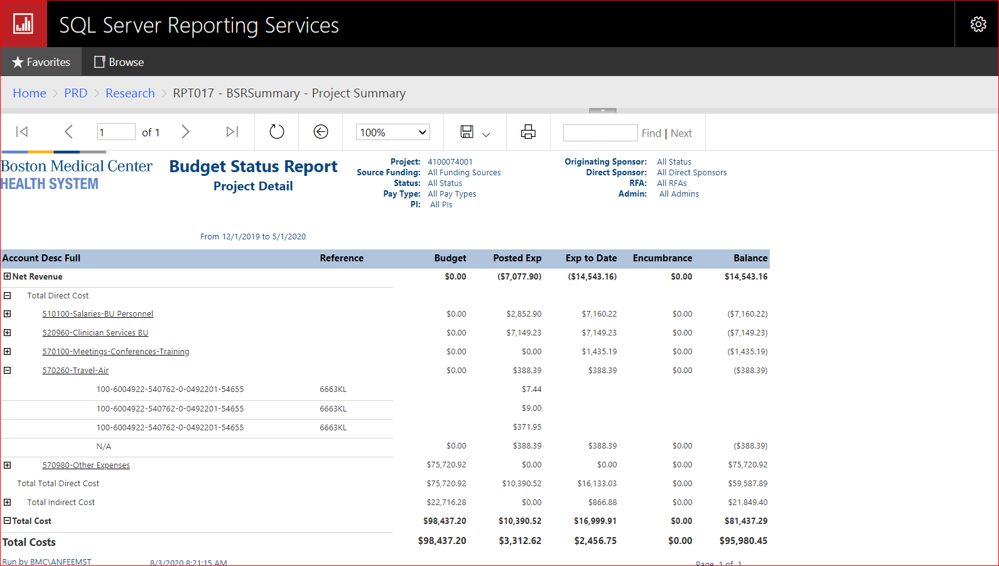 SQL Server Reporting Services
Favorites Browse
Home > PRD > Research > RPT017 - BSRSummary - Project Summary
1 of 1 100% Find | Next
Boston Medical Center
HEALTH SYSTEM
Budget Status Report
Project Detail
Project: 4100074001
Source Funding: All Funding Sources
Status: All Status
Pay Type: All Pay Types
PI: All PIs
Originating Sponsor: All Status
Direct Sponsor: All Direct Sponsors
RFA: All RFAs
Admin: All Admins
From 12/1/2019 to 5/1/2020
Account Desc Full Reference Budget Posted Exp Exp to Date Encumbrance Balance
Net Revenue $0.00 ($7,077.90) ($14,543.16) $0.00 $14,543.16
Total Direct Cost
510100-Salaries-BU Personnel $0.00 $2,852.90 $7,160.22 $0.00 ($7,160.22)
520960-Clinician Services BU $0.00 $7,149.23 $7,149.23 $0.00 ($7,149.23)
570100-Meetings-Conferences-Training $0.00 $0.00 $1,435.19 $0.00 ($1,435.19)
570260-Travel-Air $0.00 $388.39 $388.39 $0.00 ($388.39)
100-6004922-540762-0-0492201-54655 6663KL $7.44
100-6004922-540762-0-0492201-54655 6663KL $9.00
100-6004922-540762-0-0492201-54655 6663KL $371.95
N/A $0.00 $388.39 $388.39 $0.00 ($388.39)
570980-Other Expenses $75,720.92 $0.00 $0.00 $0.00 $75,720.92
Total Total Direct Cost $75,720.92 $10,390.52 $16,133.03 $0.00 $59,587.89
Total Indirect Cost $22,716.28 $0.00 $866.88 $0.00 $21,849.40
Total Cost $98,437.20 $10,390.52 $16,999.91 $0.00 $81,437.29
Total Costs $98,437.20 $3,312.62 $2,456.75 $0.00 $95,980.45
Run by BMC\ANFEEMST 8/3/2020 8:21:15 AM Page 1 of 1